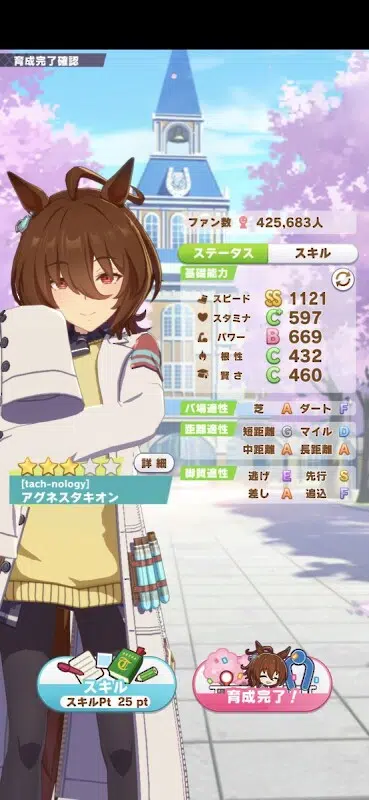 育成完了確認
ファン数 425,683人
ステータス スキル
基礎能力
スピード SS 1121
スタミナ C+ 597
パワー B 669
根性 C 432
賢さ C 460
バ場適性 芝 A ダート F
距離適性 短距離 G マイル D
中距離 A 長距離 A
脚質適性 逃げ E 先行 S
差し A 追込 F
詳細
[tach-nology]
アグネスタキオン
スキル
スキルPt 25 pt
育成完了！